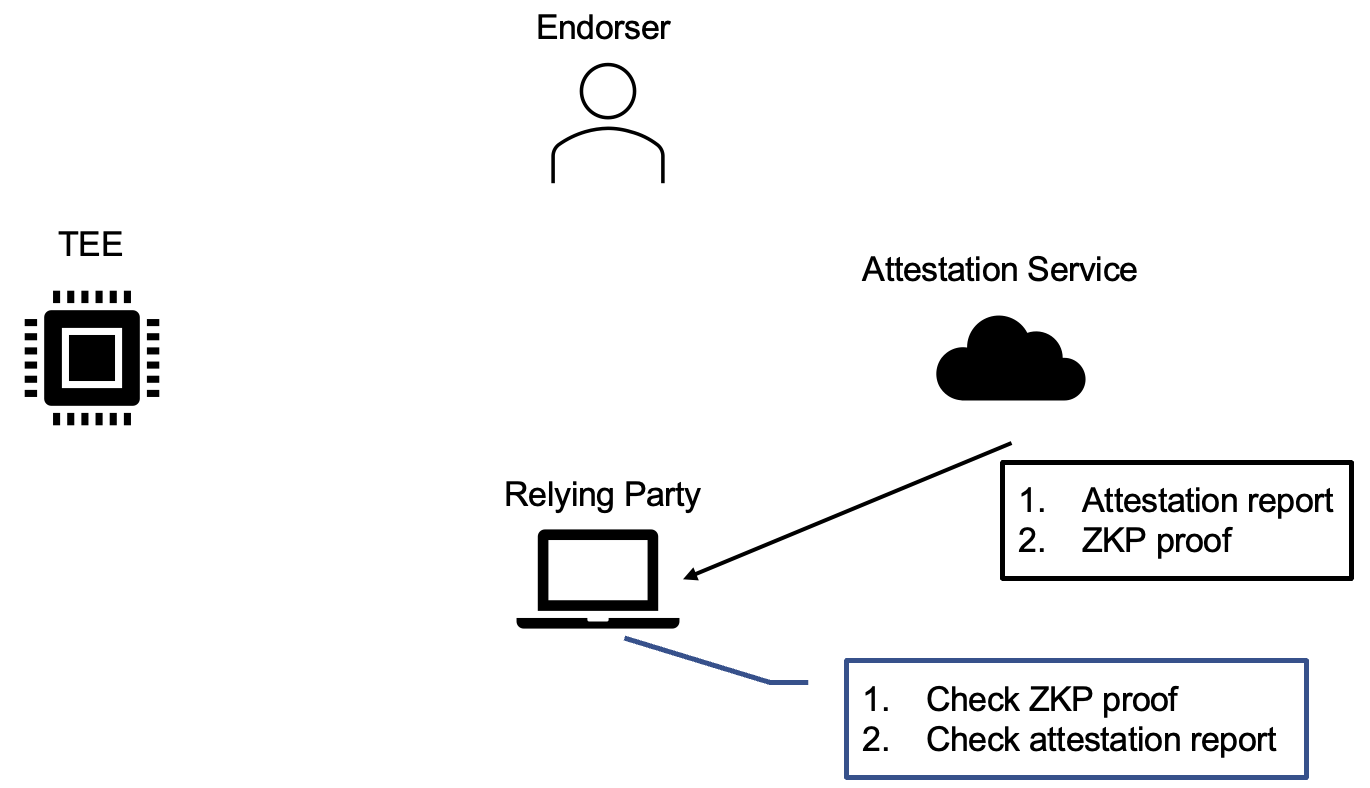 Endorser
TEE
Attestation Service
Relying Party
1. Attestation report
2. ZKP proof
1. Check ZKP proof
2. Check attestation report